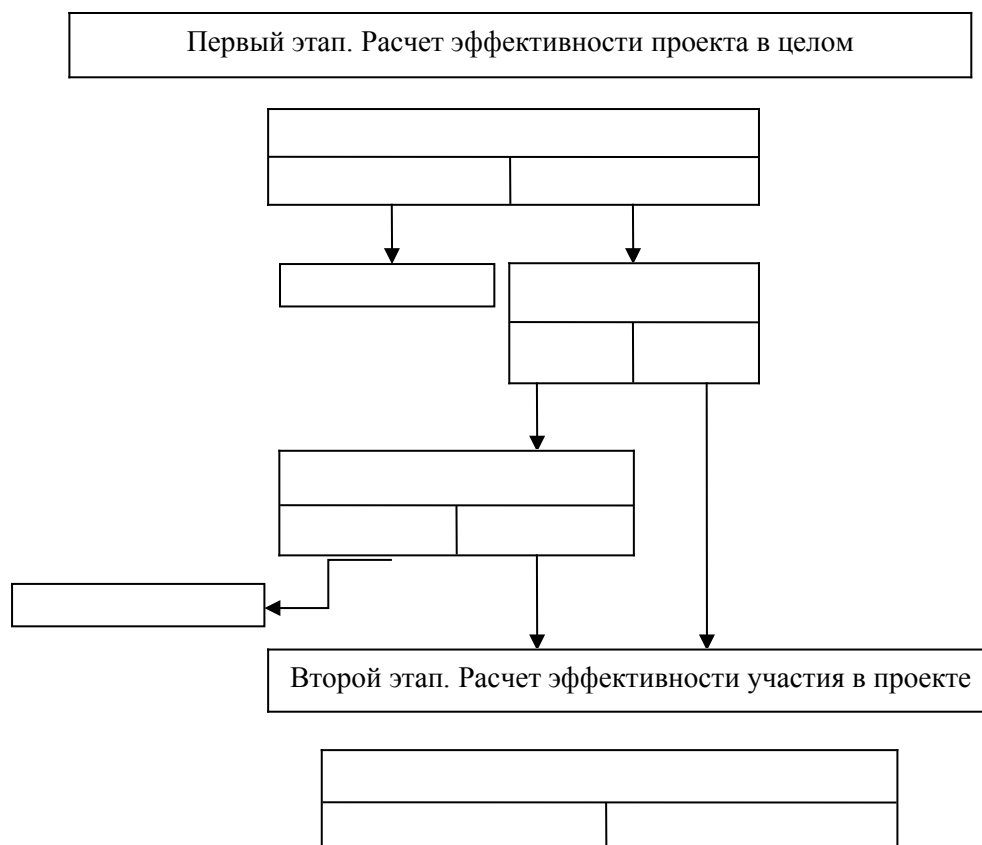 Первый этап. Расчет эффективности проекта в целом
Второй этап. Расчет эффективности участия в проекте